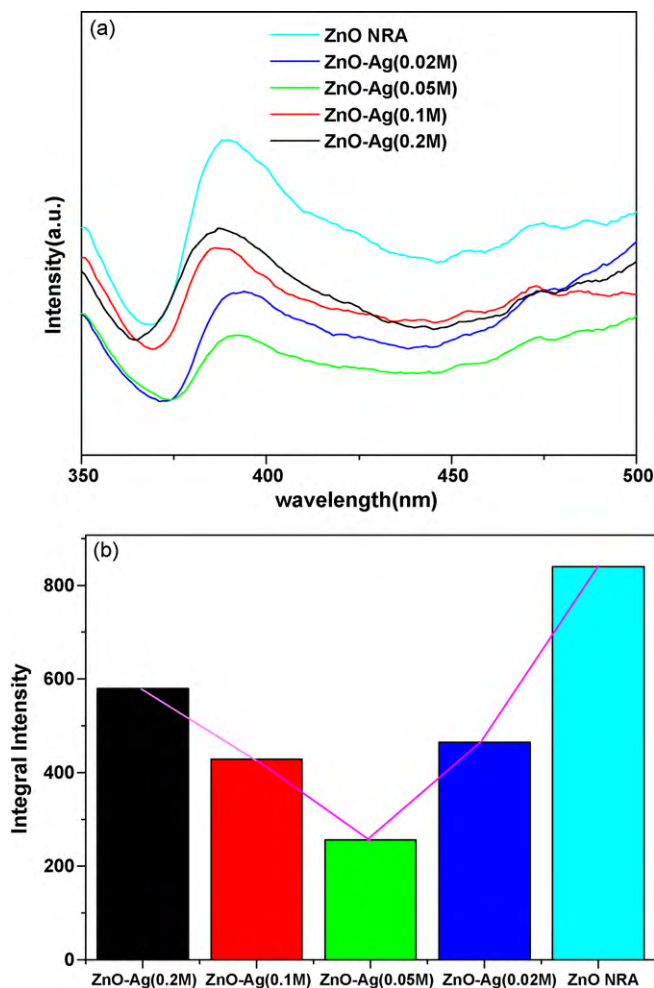 (a)
ZnO NRA
ZnO-Ag(0.02M)
ZnO-Ag(0.05M)
ZnO-Ag(0.1M)
ZnO-Ag(0.2M)
Intensity(a.u.)
350 400 450 500
wavelength(nm)
(b)
800
600
400
200
0
Integral Intensity
ZnO-Ag(0.2M) ZnO-Ag(0.1M) ZnO-Ag(0.05M) ZnO-Ag(0.02M) ZnO NRA